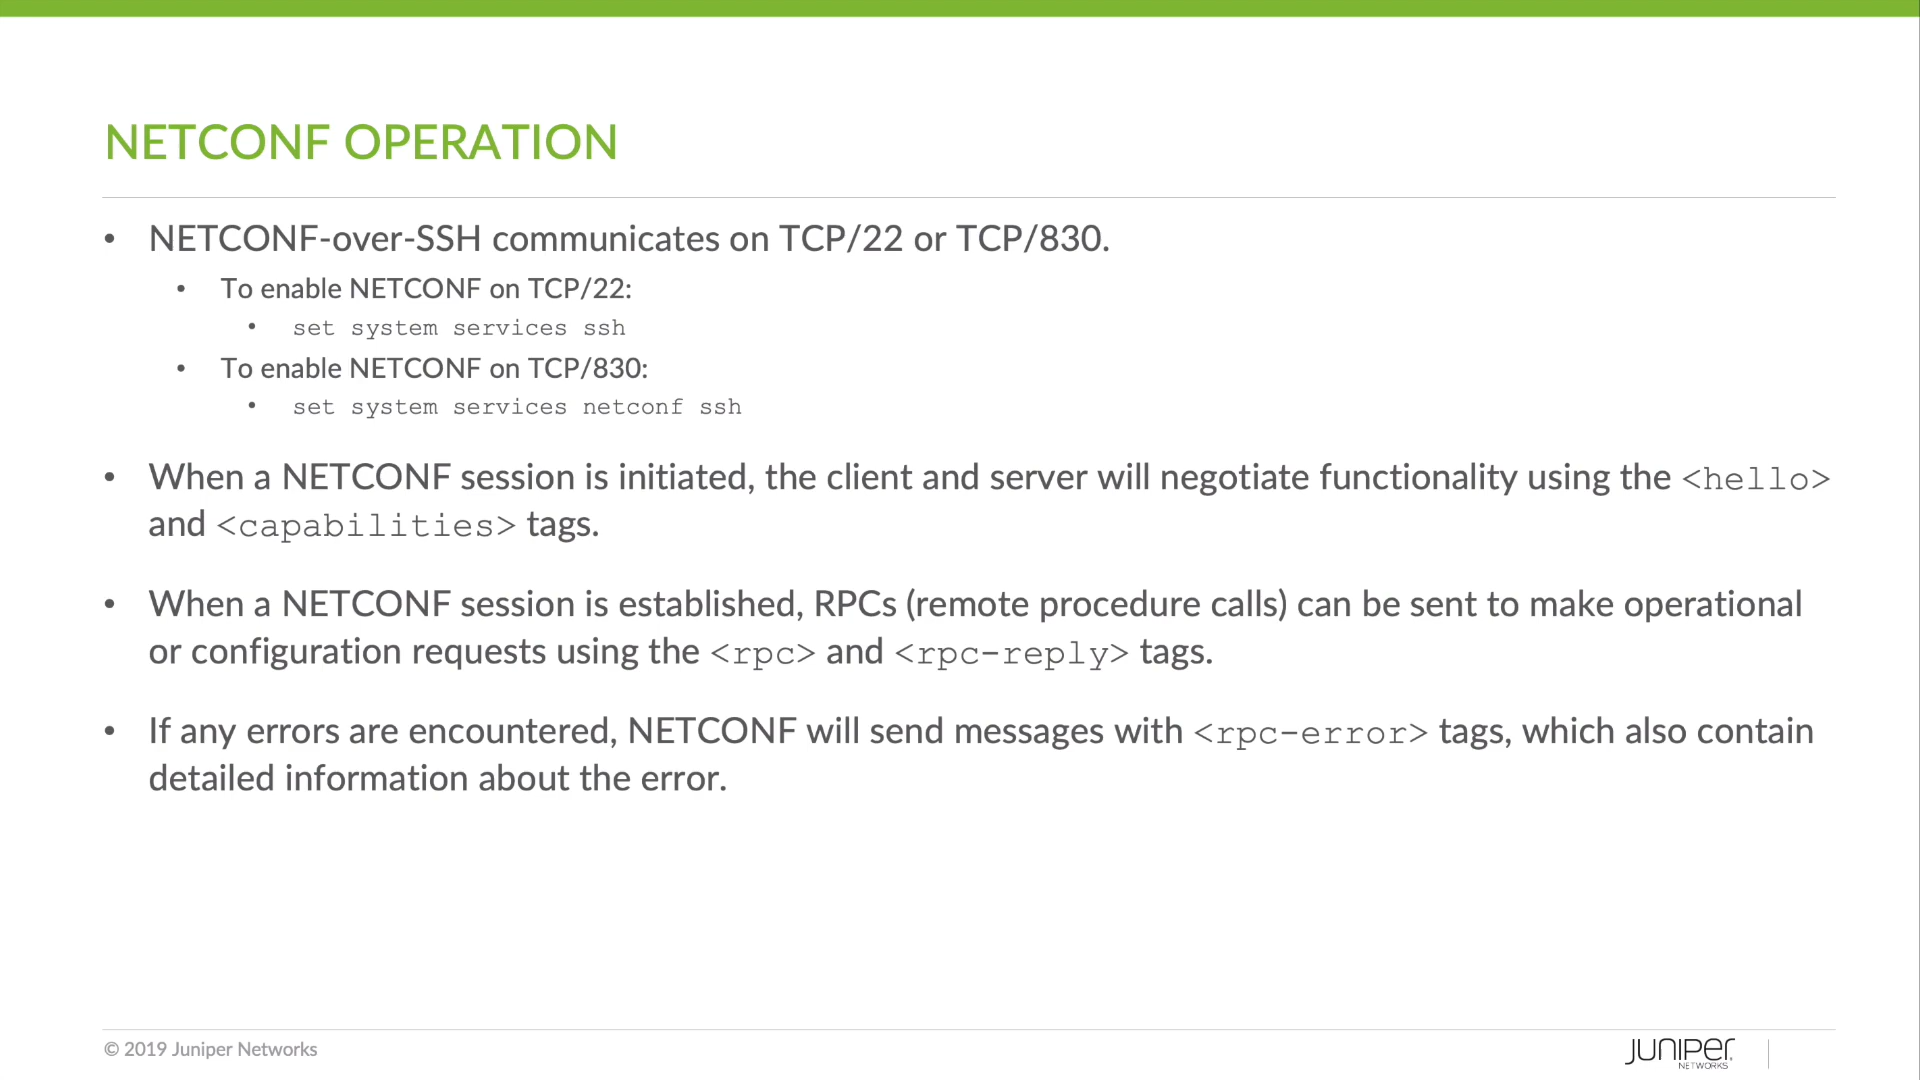 NETCONF OPERATION
• NETCONF-over-SSH communicates on TCP/22 or TCP/830.
• To enable NETCONF on TCP/22:
• set system services ssh
• To enable NETCONF on TCP/830:
• set system services netconf ssh
• When a NETCONF session is initiated, the client and server will negotiate functionality using the <hello>
and <capabilities> tags.
• When a NETCONF session is established, RPCs (remote procedure calls) can be sent to make operational
or configuration requests using the <rpc> and <rpc-reply> tags.
• If any errors are encountered, NETCONF will send messages with <rpc-error> tags, which also contain
detailed information about the error.
© 2019 Juniper Networks
JUNIPEr
NETWORKS